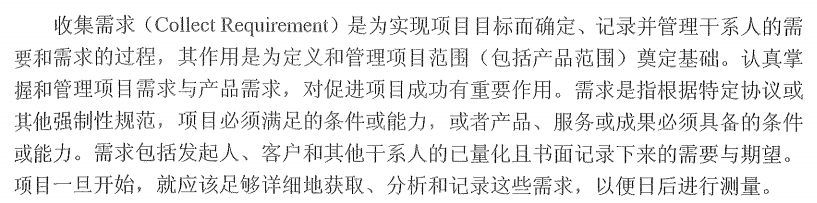 收集需求（Collect Requirement）是为实现项目目标而确定、记录并管理干系人的需
要和需求的过程，其作用是为定义和管理项目范围（包括产品范围）奠定基础。认真掌
握和管理项目需求与产品需求，对促进项目成功有重要作用。需求是指根据特定协议或
其他强制性规范，项目必须满足的条件或能力，或者产品、服务或成果必须具备的条件
或能力。需求包括发起人、客户和其他干系人的已量化且书面记录下来的需要与期望。
项目一旦开始，就应该足够详细地获取、分析和记录这些需求，以便日后进行测量。